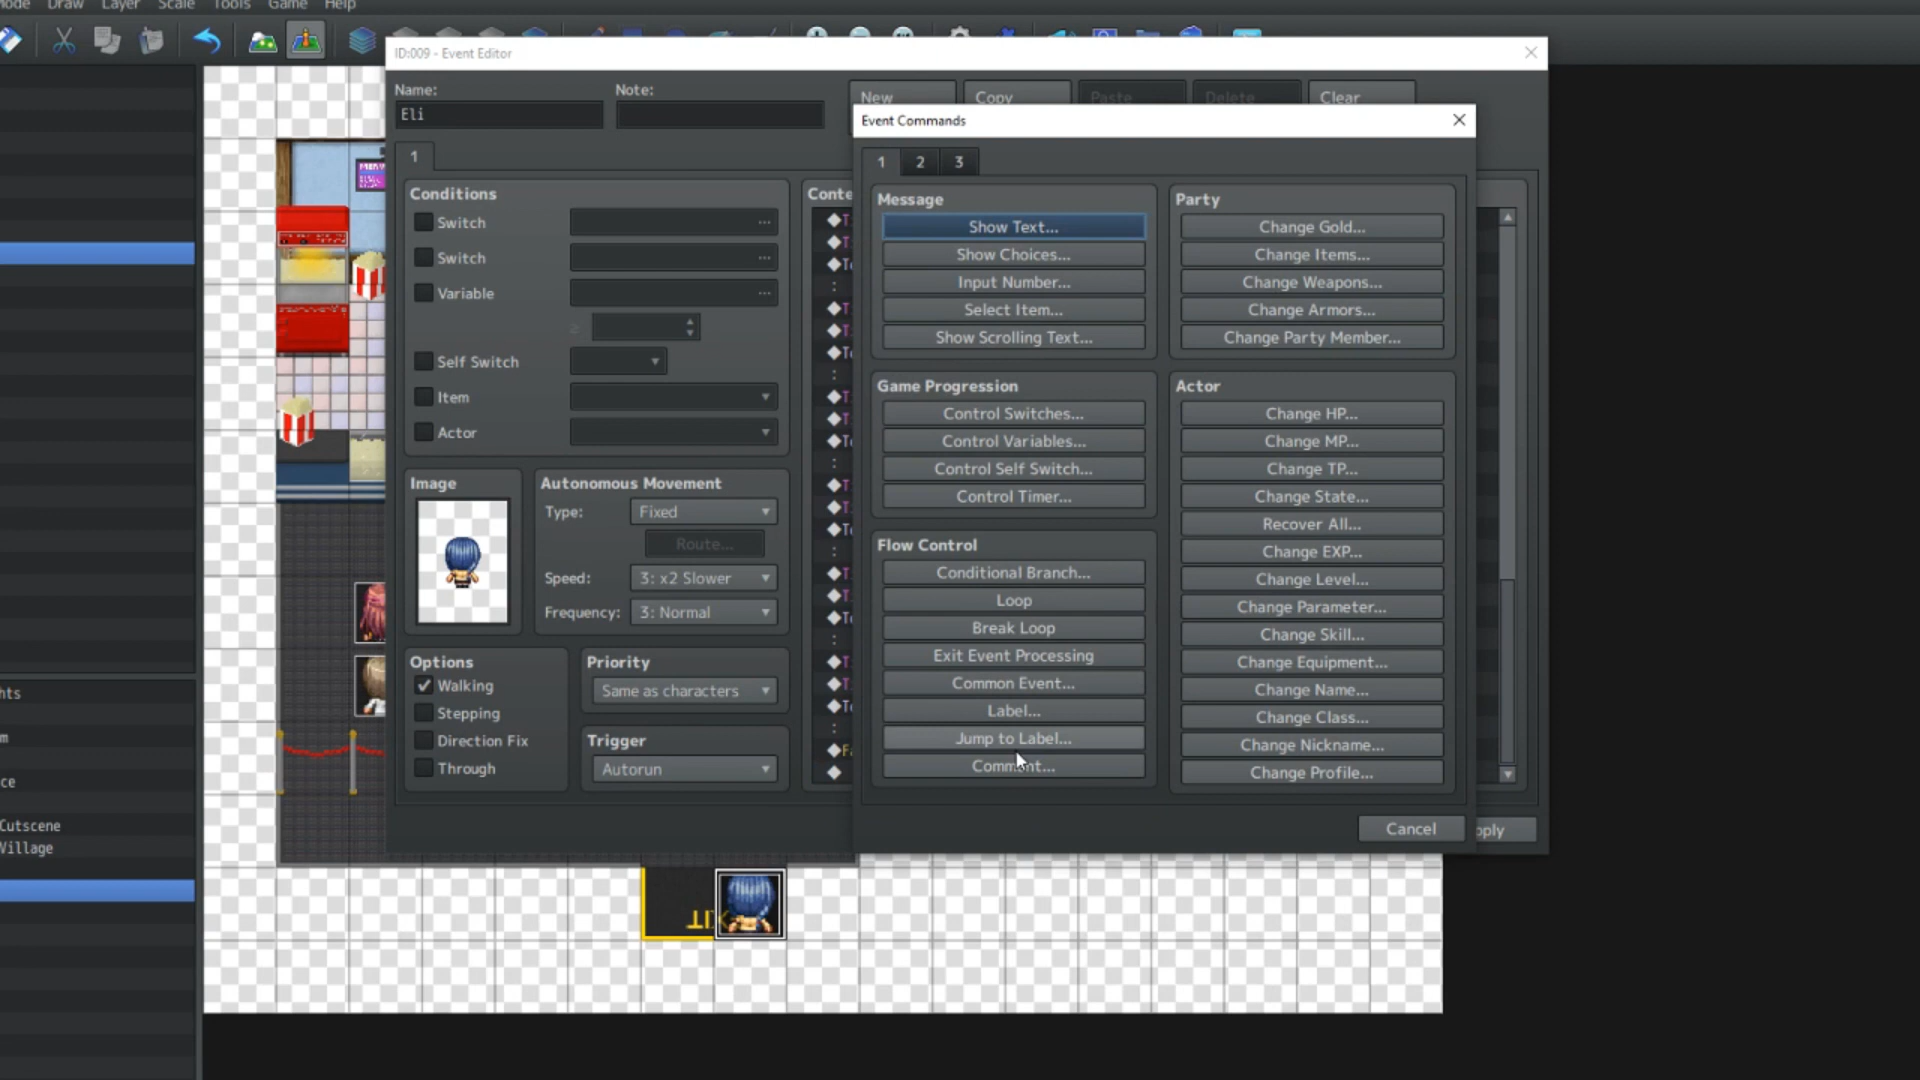 Draw Layer Scale Tools Game Help
ID:009 - Event Editor
Name:
Note:
Eli
New
Copy
Paste
Delete
Clear
1
Conditions
Switch
...
Switch
...
Variable
...
≥
Self Switch
Item
Actor
Image
Autonomous Movement
Type:
Fixed
Route...
Speed:
3: x2 Slower
Frequency:
3: Normal
Options
Walking
Stepping
Direction Fix
Through
Priority
Same as characters
Trigger
Autorun
Event Commands
1 2 3
Message
Show Text...
Show Choices...
Input Number...
Select Item...
Show Scrolling Text...
Game Progression
Control Switches...
Control Variables...
Control Self Switch...
Control Timer...
Flow Control
Conditional Branch...
Loop
Break Loop
Exit Event Processing
Common Event...
Label...
Jump to Label...
Comment...
Party
Change Gold...
Change Items...
Change Weapons...
Change Armors...
Change Party Member...
Actor
Change HP...
Change MP...
Change TP...
Change State...
Recover All...
Change EXP...
Change Level...
Change Parameter...
Change Skill...
Change Equipment...
Change Name...
Change Class...
Change Nickname...
Change Profile...
Cancel
Cutscene
Village